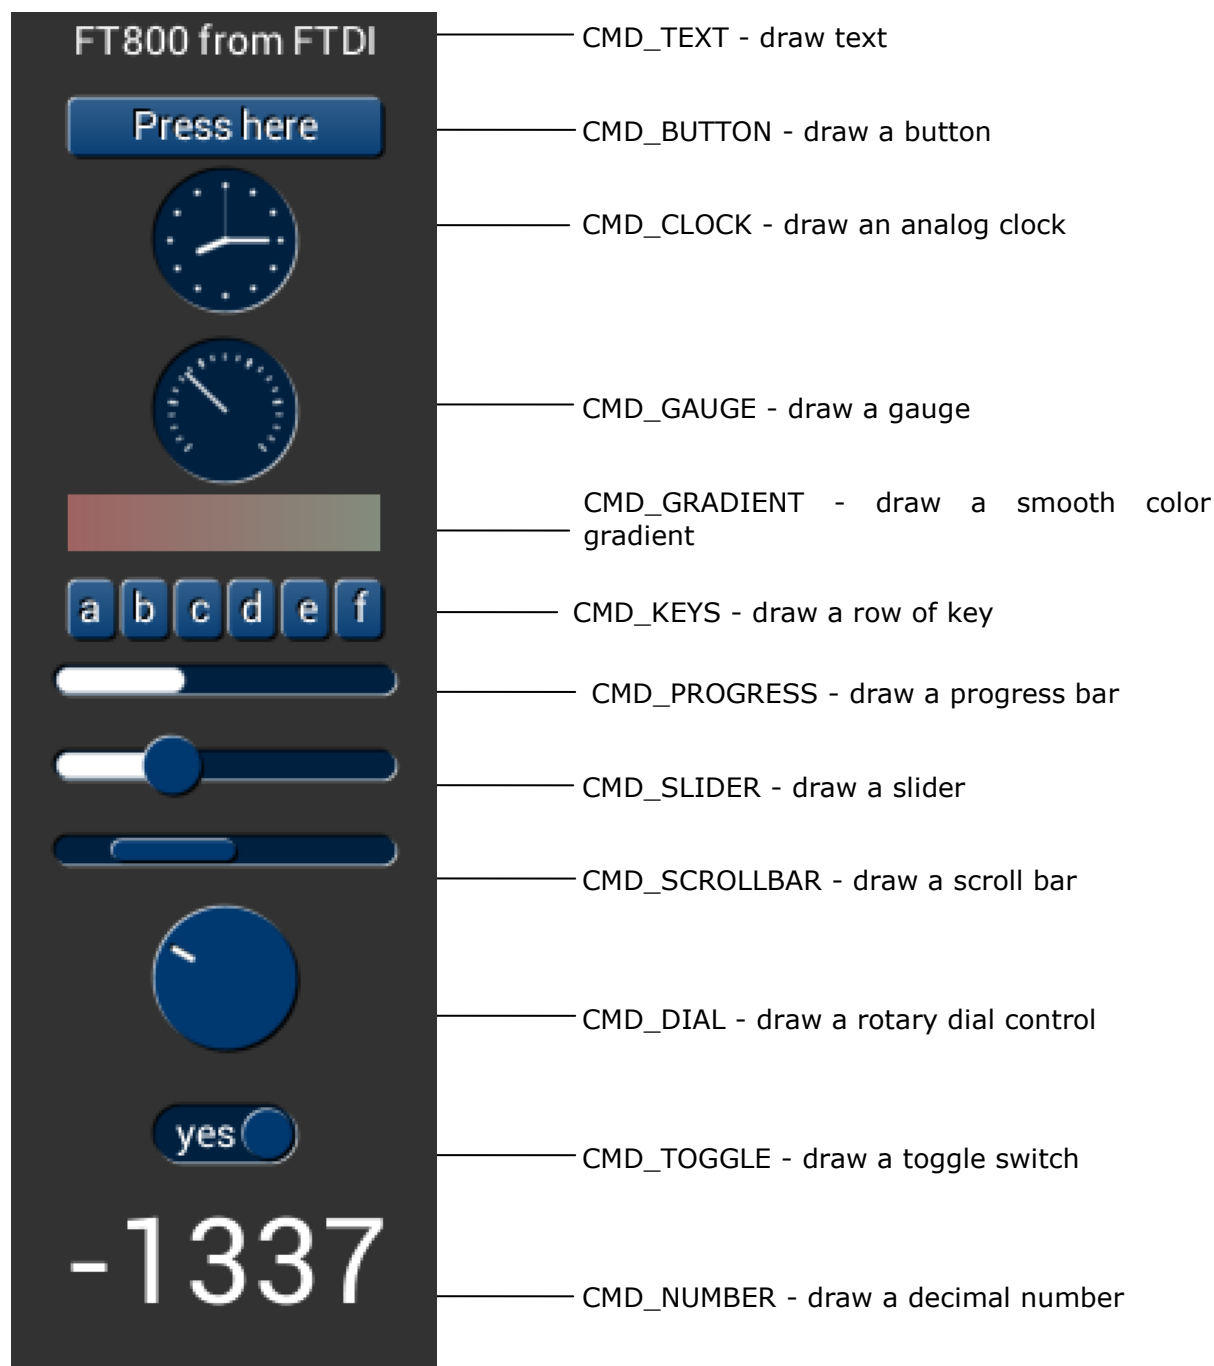 FT800 from FTDI
CMD_TEXT - draw text
Press here
CMD_BUTTON - draw a button
CMD_CLOCK - draw an analog clock
CMD_GAUGE - draw a gauge
CMD_GRADIENT - draw a smooth color
gradient
a b c d e f
CMD_KEYS - draw a row of key
CMD_PROGRESS - draw a progress bar
CMD_SLIDER - draw a slider
CMD_SCROLLBAR - draw a scroll bar
CMD_DIAL - draw a rotary dial control
yes
CMD_TOGGLE - draw a toggle switch
-1337
CMD_NUMBER - draw a decimal number